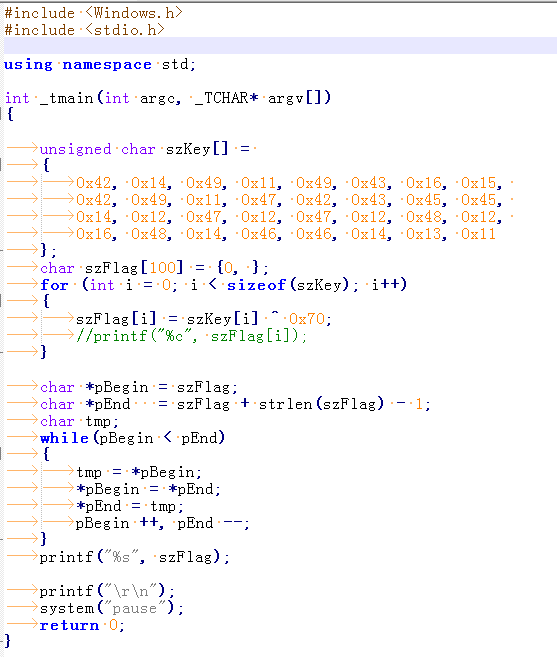 #include <Windows.h>
#include <stdio.h>
using namespace std;
int _tmain(int argc, _TCHAR* argv[])
{
unsigned char szKey[] =
{
0x42, 0x14, 0x49, 0x11, 0x49, 0x43, 0x16, 0x15,
0x42, 0x49, 0x11, 0x47, 0x42, 0x43, 0x45, 0x45,
0x14, 0x12, 0x47, 0x12, 0x47, 0x12, 0x48, 0x12,
0x16, 0x48, 0x14, 0x46, 0x46, 0x14, 0x13, 0x11
};
char szFlag[100] = {0, };
for (int i = 0; i < sizeof(szKey); i++)
{
szFlag[i] = szKey[i] ^ 0x70;
//printf("%c", szFlag[i]);
}
char *pBegin = szFlag;
char *pEnd   = szFlag + strlen(szFlag) - 1;
char tmp;
while(pBegin < pEnd)
{
tmp = *pBegin;
*pBegin = *pEnd;
*pEnd = tmp;
pBegin ++, pEnd --;
}
printf("%s", szFlag);
printf("\r\n");
system("pause");
return 0;
}